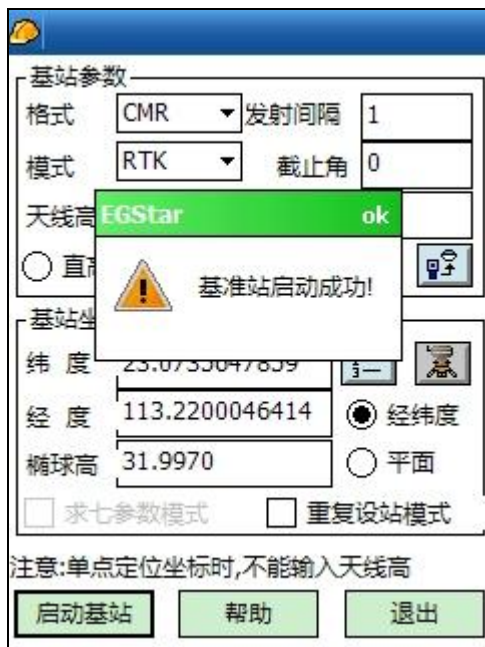 基站参数
格式 CMR 发射间隔 1
模式 RTK 截止角 0
天线高
EGStar ok
直
基准站启动成功!
基站坐
纬 度
经 度 113.2200046414 经纬度
椭球高 31.9970 平面
求七参数模式 重复设站模式
注意:单点定位坐标时,不能输入天线高
启动基站 帮助 退出